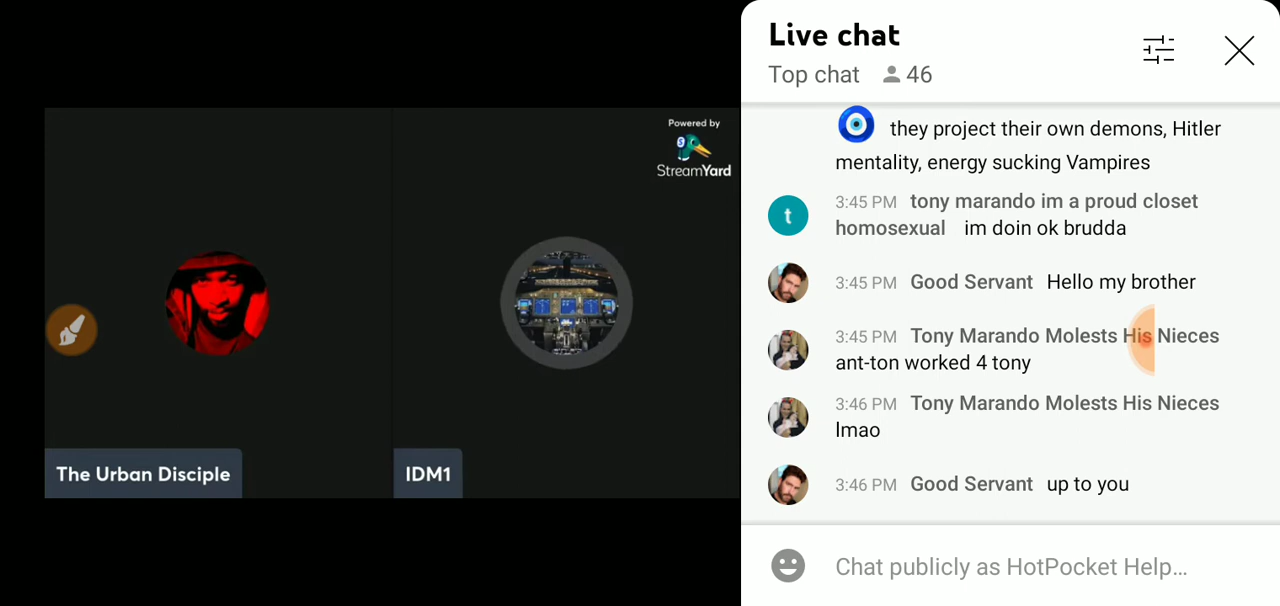 Powered by
StreamYard
The Urban Disciple
IDM1
Live chat
Top chat 46
they project their own demons, Hitler
mentality, energy sucking Vampires
3:45 PM tony marando im a proud closet
homosexual im doin ok brudda
3:45 PM Good Servant Hello my brother
3:45 PM Tony Marando Molests His Nieces
ant-ton worked 4 tony
3:46 PM Tony Marando Molests His Nieces
lmao
3:46 PM Good Servant up to you
Chat publicly as HotPocket Help...
t
S